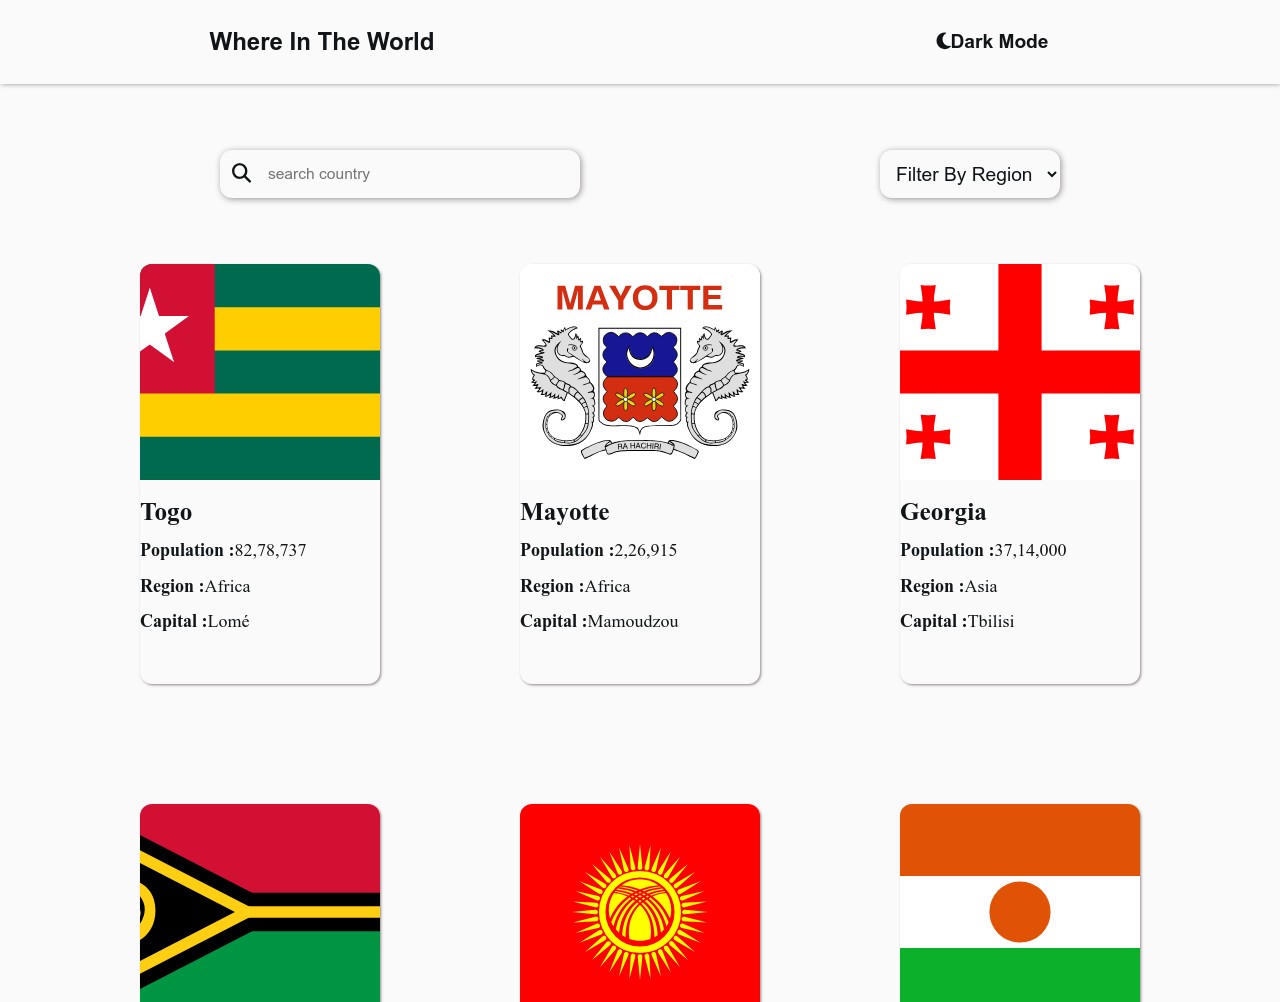 Where In The World
Dark Mode
search country
Filter By Region
MAYOTTE
RA HACHIRI
Togo
Population :82,78,737
Region :Africa
Capital :Lomé
Mayotte
Population :2,26,915
Region :Africa
Capital :Mamoudzou
Georgia
Population :37,14,000
Region :Asia
Capital :Tbilisi